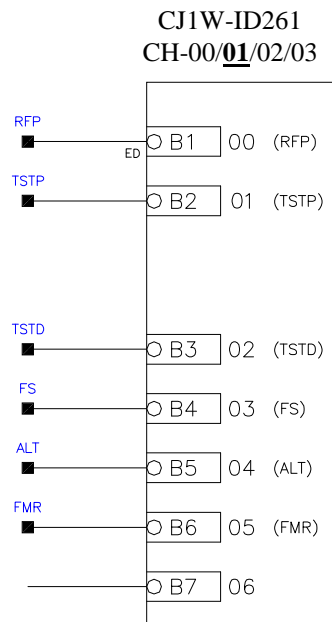 CJ1W-ID261
CH-00/01/02/03
RFP
ED
B1 00 (RFP)
TSTP
B2 01 (TSTP)
TSTD
B3 02 (TSTD)
FS
B4 03 (FS)
ALT
B5 04 (ALT)
FMR
B6 05 (FMR)
B7 06